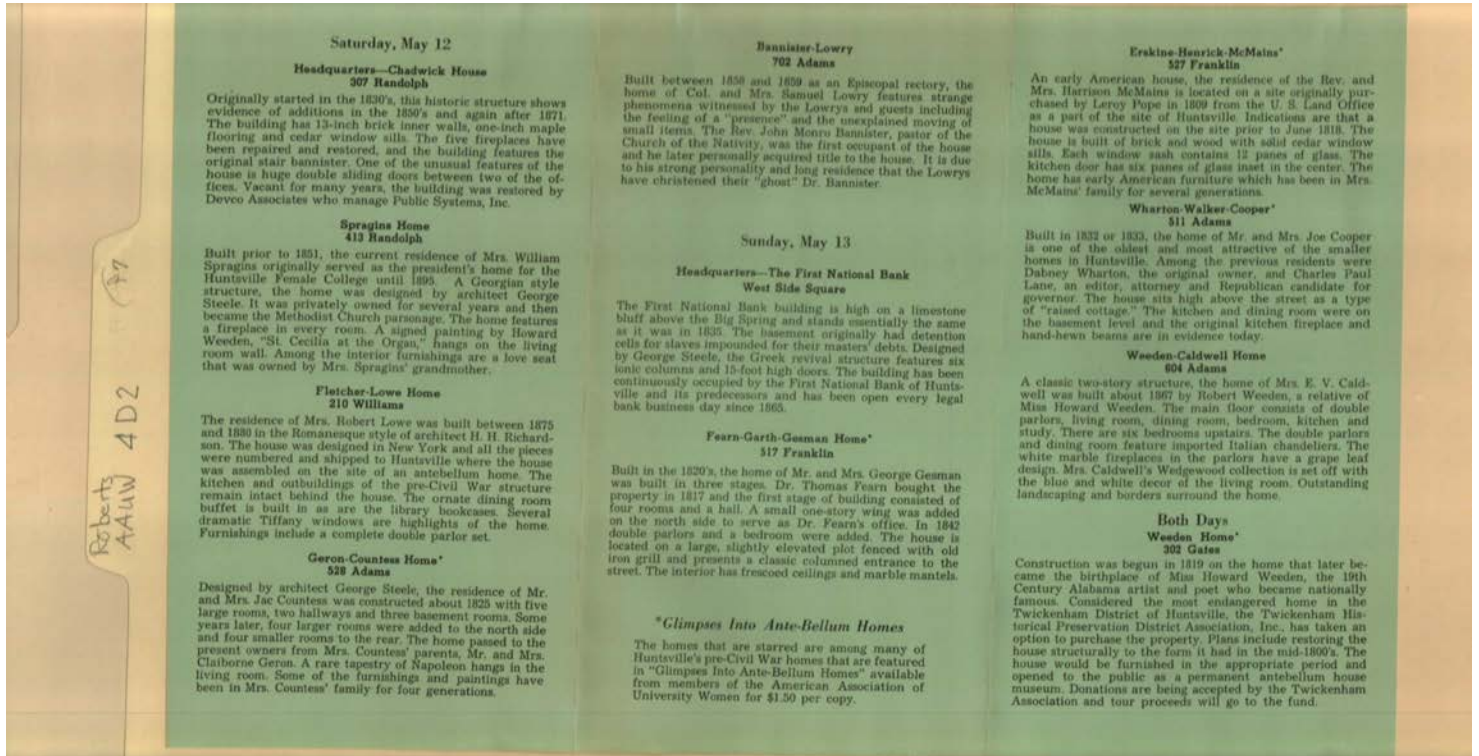 Roberts
AAUW 4D2
Saturday, May 12
Headquarters—Chadwick House
307 Randolph
Originally started in the 1830's, this historic structure shows
evidence of additions in the 1850's and again after 1871.
The building has 13-inch brick inner walls, one-inch maple
flooring and cedar window sills. The five fireplaces have
been repaired and restored, and the building features the
original stair bannister. One of the unusual features of the
house is huge double sliding doors between two of the of-
fices. Vacant for many years, the building was restored by
Devco Associates who manage Public Systems, Inc.
Spragins Home
413 Randolph
Built prior to 1851, the current residence of Mrs. William
Spragins originally served as the president's home for the
Huntsville Female College until 1895. A Georgian style
structure, the home was designed by architect George
Steele. It was privately owned for several years and then
became the Methodist Church parsonage. The home features
a fireplace in every room. A signed painting by Howard
Weeden, "St. Cecilia at the Organ," hangs on the living
room wall. Among the interior furnishings are a love seat
that was owned by Mrs. Spragins' grandmother.
Fletcher-Lowe Home
210 Williams
The residence of Mrs. Robert Lowe was built between 1875
and 1880 in the Romanesque style of architect H. H. Richard-
son. The house was designed in New York and all the pieces
were numbered and shipped to Huntsville where the house
was assembled on the site of an antebellum home. The
kitchen and outbuildings of the pre-Civil War structure
remain intact behind the house. The ornate dining room
buffet is built in as are the library bookcases. Several
dramatic Tiffany windows are highlights of the home.
Furnishings include a complete double parlor set.
Geron-Countess Home*
528 Adams
Designed by architect George Steele, the residence of Mr.
and Mrs. Jac Countess was constructed about 1825 with five
large rooms, two hallways and three basement rooms. Some
years later, four larger rooms were added to the north side
and four smaller rooms to the rear. The home passed to the
present owners from Mrs. Countess' parents, Mr. and Mrs.
Claiborne Geron. A rare tapestry of Napoleon hangs in the
living room. Some of the furnishings and paintings have
been in Mrs. Countess' family for four generations.
Bannister-Lowry
702 Adams
Built between 1850 and 1859 as an Episcopal rectory, the
home of Col. and Mrs. Samuel Lowry features strange
phenomena witnessed by the Lowrys and guests including
the feeling of a "presence" and the unexplained moving of
small items. The Rev. John Monro Bannister, pastor of the
Church of the Nativity, was the first occupant of the house
and he later personally acquired title to the house. It is due
to his strong personality and long residence that the Lowrys
have christened their "ghost" Dr. Bannister.
Sunday, May 13
Headquarters—The First National Bank
West Side Square
The First National Bank building is high on a limestone
bluff above the Big Spring and stands essentially the same
as it was in 1835. The basement originally had detention
cells for slaves impounded for their masters' debts. Designed
by George Steele, the Greek revival structure features six
ionic columns and 15-foot high doors. The building has been
continuously occupied by the First National Bank of Hunts-
ville and its predecessors and has been open every legal
bank business day since 1865.
Fearn-Garth-Gesman Home*
517 Franklin
Built in the 1820's, the home of Mr. and Mrs. George Gesman
was built in three stages. Dr. Thomas Fearn bought the
property in 1817 and the first stage of building consisted of
four rooms and a hall. A small one-story wing was added
on the north side to serve as Dr. Fearn's office. In 1842
double parlors and a bedroom were added. The house is
located on a large, slightly elevated plot fenced with old
iron grill and presents a classic columned entrance to the
street. The interior has frescoed ceilings and marble mantels.
*Glimpses Into Ante-Bellum Homes
The homes that are starred are among many of
Huntsville's pre-Civil War homes that are featured
in "Glimpses Into Ante-Bellum Homes" available
from members of the American Association of
University Women for $1.50 per copy.
Erskine-Henrick-McMains*
527 Franklin
An early American house, the residence of the Rev. and
Mrs. Harrison McMains is located on a site originally pur-
chased by Leroy Pope in 1809 from the U. S. Land Office
as a part of the site of Huntsville. Indications are that a
house was constructed on the site prior to June 1818. The
house is built of brick and wood with solid cedar window
sills. Each window sash contains 12 panes of glass. The
kitchen door has six panes of glass inset in the center. The
home has early American furniture which has been in Mrs.
McMains' family for several generations.
Wharton-Walker-Cooper*
511 Adams
Built in 1832 or 1833, the home of Mr. and Mrs. Joe Cooper
is one of the oldest and most attractive of the smaller
homes in Huntsville. Among the previous residents were
Dabney Wharton, the original owner, and Charles Paul
Lane, an editor, attorney and Republican candidate for
governor. The house sits high above the street as a type
of "raised cottage." The kitchen and dining room were on
the basement level and the original kitchen fireplace and
hand-hewn beams are in evidence today.
Weeden-Caldwell Home
604 Adams
A classic two-story structure, the home of Mrs. E. V. Cald-
well was built about 1867 by Robert Weeden, a relative of
Miss Howard Weeden. The main floor consists of double
parlors, living room, dining room, bedroom, kitchen and
study. There are six bedrooms upstairs. The double parlors
and dining room feature imported Italian chandeliers. The
white marble fireplaces in the parlors have a grape leaf
design. Mrs. Caldwell's Wedgewood collection is set off with
the blue and white decor of the living room. Outstanding
landscaping and borders surround the home.
Both Days
Weeden Home*
302 Gates
Construction was begun in 1819 on the home that later be-
came the birthplace of Miss Howard Weeden, the 19th
Century Alabama artist and poet who became nationally
famous. Considered the most endangered home in the
Twickenham District of Huntsville, the Twickenham His-
torical Preservation District Association, Inc., has taken an
option to purchase the property. Plans include restoring the
house structurally to the form it had in the mid-1800's. The
house would be furnished in the appropriate period and
opened to the public as a permanent antebellum house
museum. Donations are being accepted by the Twickenham
Association and tour proceeds will go to the fund.